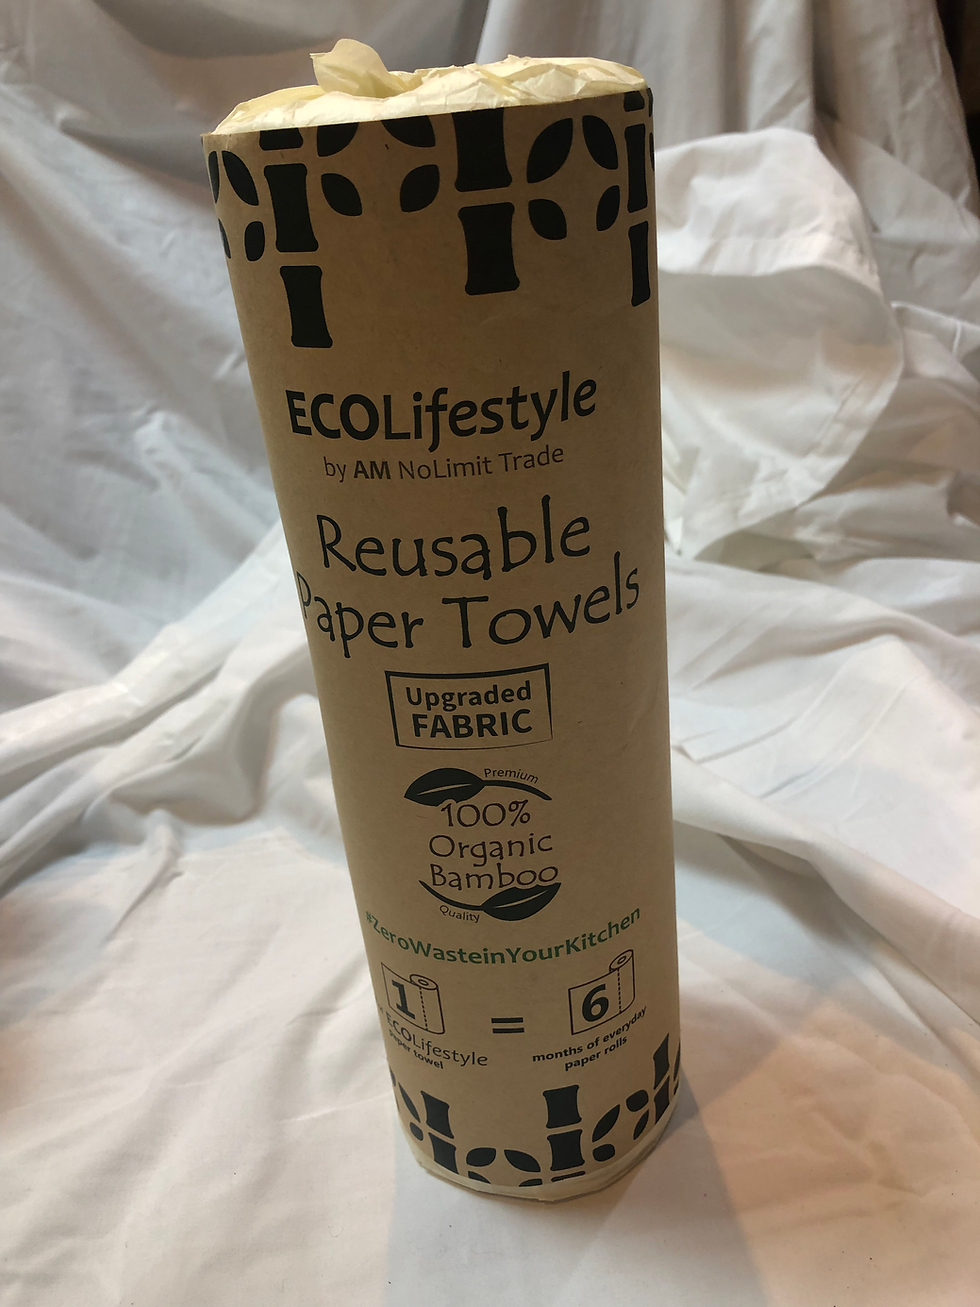 ECOLifestyle
by AM NoLimit Trade
Reusable
Paper Towels
Upgraded
FABRIC
Premium
100%
Organic
Bamboo
Quality
#ZeroWasteinYourKitchen
1 = 6
ECOLifestyle
paper towel
months of everyday
paper rolls